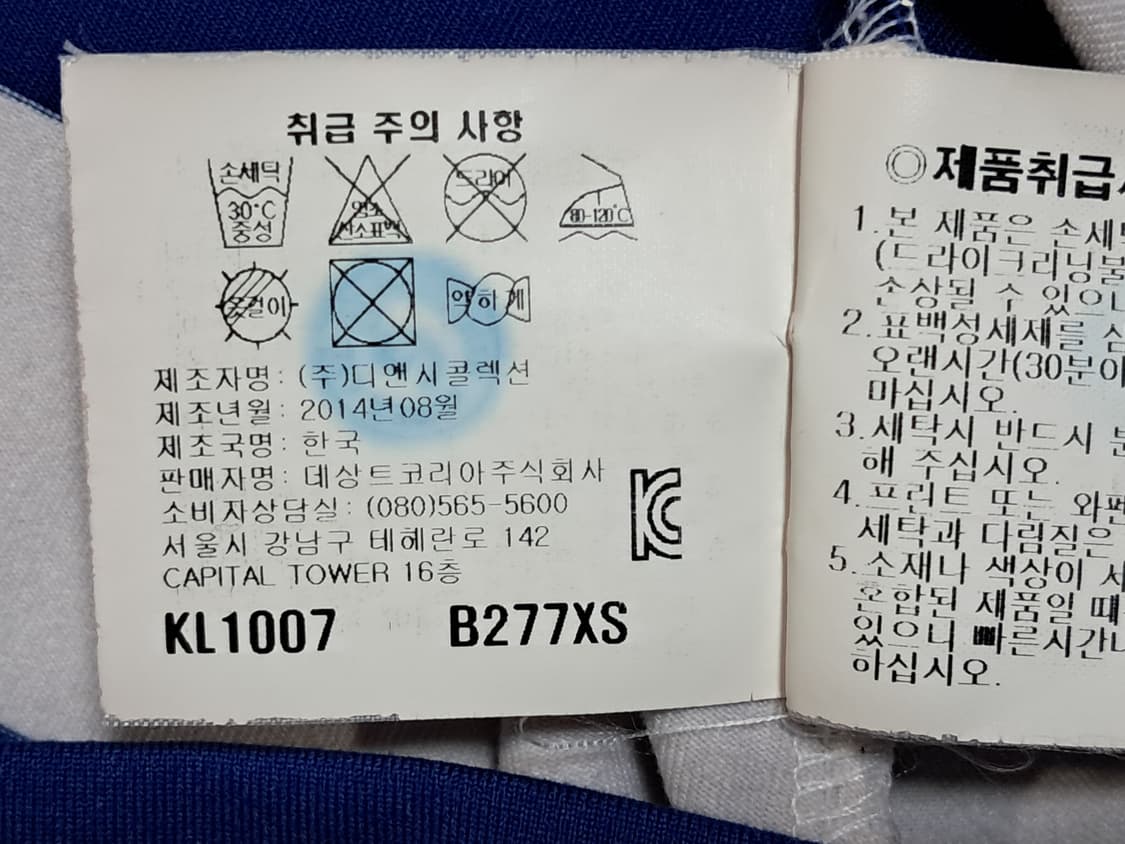 취급 주의 사항
손세탁
30°C
중성
염소
산소표백
드라이
80-120°C
옷걸이
약하게
제조자명: (주)디앤시콜렉션
제조년월: 2014년08월
제조국명: 한국
판매자명: 데상트코리아주식회사
소비자상담실: (080)565-5600
서울시 강남구 테헤란로 142
CAPITAL TOWER 16층
KL1007 B277XS
◎제품취급
1.본 제품은 손세
(드라이크리닝불
손상될 수 있으니
2.표백성세제를
오랜시간(30분이
마십시오.
3.세탁시 반드시
해 주십시오.
4.프린트 또는 와펜
세탁과 다림질은
5.소재나 색상이
혼합된 제품일 때
있으니 빠른시간
하십시오.